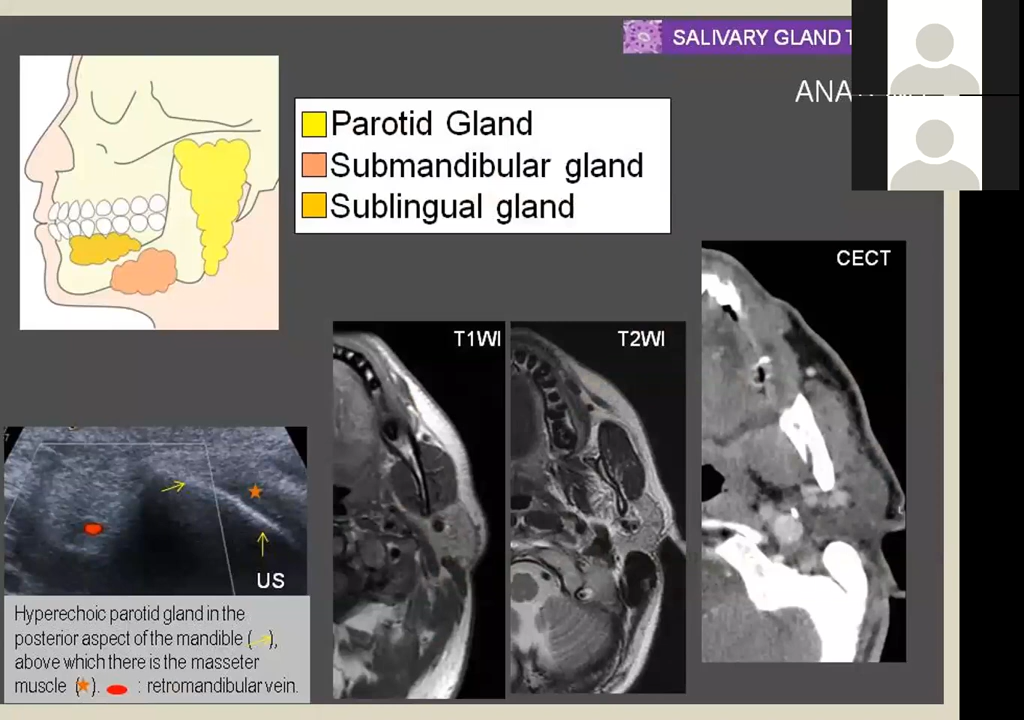 SALIVARY GLAND
Parotid Gland
Submandibular gland
Sublingual gland
CECT
T1WI
T2WI
US
Hyperechoic parotid gland in the
posterior aspect of the mandible ( ),
above which there is the masseter
muscle (★). : retromandibular vein.